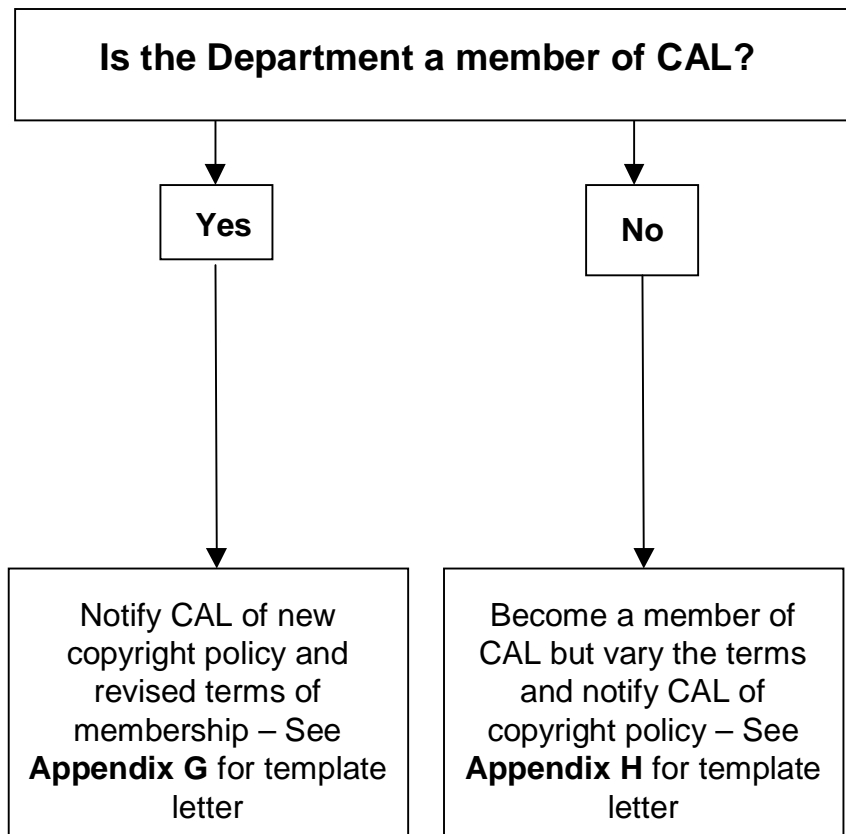 Is the Department a member of CAL?
Yes
No
Notify CAL of new
copyright policy and
revised terms of
membership – See
Appendix G for template
letter
Become a member of
CAL but vary the terms
and notify CAL of
copyright policy – See
Appendix H for template
letter